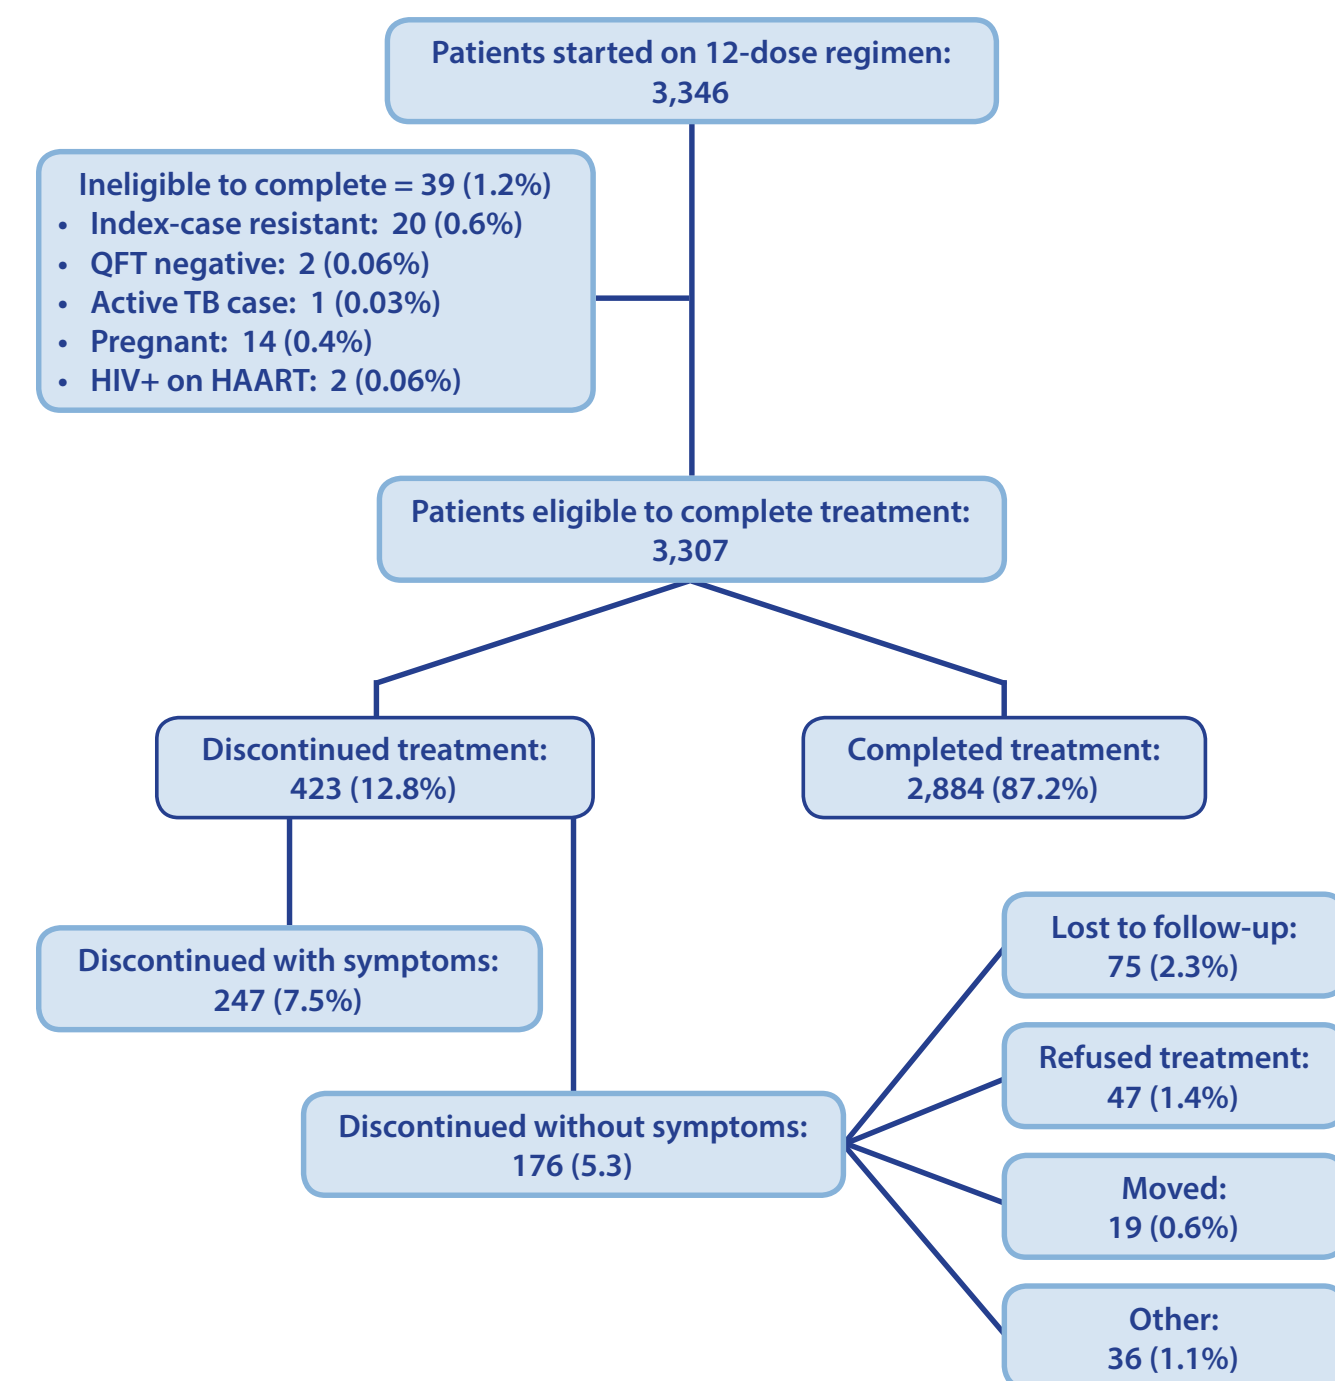 Patients started on 12-dose regimen:
3,346
Ineligible to complete = 39 (1.2%)
• Index-case resistant: 20 (0.6%)
• QFT negative: 2 (0.06%)
• Active TB case: 1 (0.03%)
• Pregnant: 14 (0.4%)
• HIV+ on HAART: 2 (0.06%)
Patients eligible to complete treatment:
3,307
Discontinued treatment:
423 (12.8%)
Completed treatment:
2,884 (87.2%)
Discontinued with symptoms:
247 (7.5%)
Discontinued without symptoms:
176 (5.3)
Lost to follow-up:
75 (2.3%)
Refused treatment:
47 (1.4%)
Moved:
19 (0.6%)
Other:
36 (1.1%)